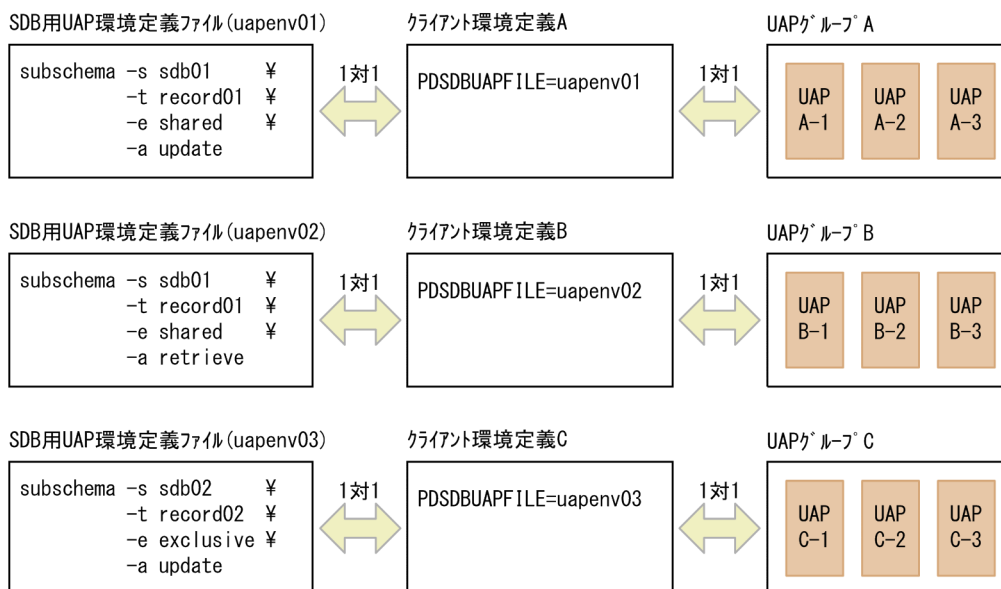 SDB用UAP環境定義ﾌｧｲﾙ(uapenv01)
subschema -s sdb01 ¥
-t record01 ¥
-e shared ¥
-a update
1対1
ｸﾗｲｱﾝﾄ環境定義A
PDSDBUAPFILE=uapenv01
1対1
UAPｸﾞﾙｰﾌﾟA
UAP
A-1
UAP
A-2
UAP
A-3
SDB用UAP環境定義ﾌｧｲﾙ(uapenv02)
subschema -s sdb01 ¥
-t record01 ¥
-e shared ¥
-a retrieve
1対1
ｸﾗｲｱﾝﾄ環境定義B
PDSDBUAPFILE=uapenv02
1対1
UAPｸﾞﾙｰﾌﾟB
UAP
B-1
UAP
B-2
UAP
B-3
SDB用UAP環境定義ﾌｧｲﾙ(uapenv03)
subschema -s sdb02 ¥
-t record02 ¥
-e exclusive ¥
-a update
1対1
ｸﾗｲｱﾝﾄ環境定義C
PDSDBUAPFILE=uapenv03
1対1
UAPｸﾞﾙｰﾌﾟC
UAP
C-1
UAP
C-2
UAP
C-3